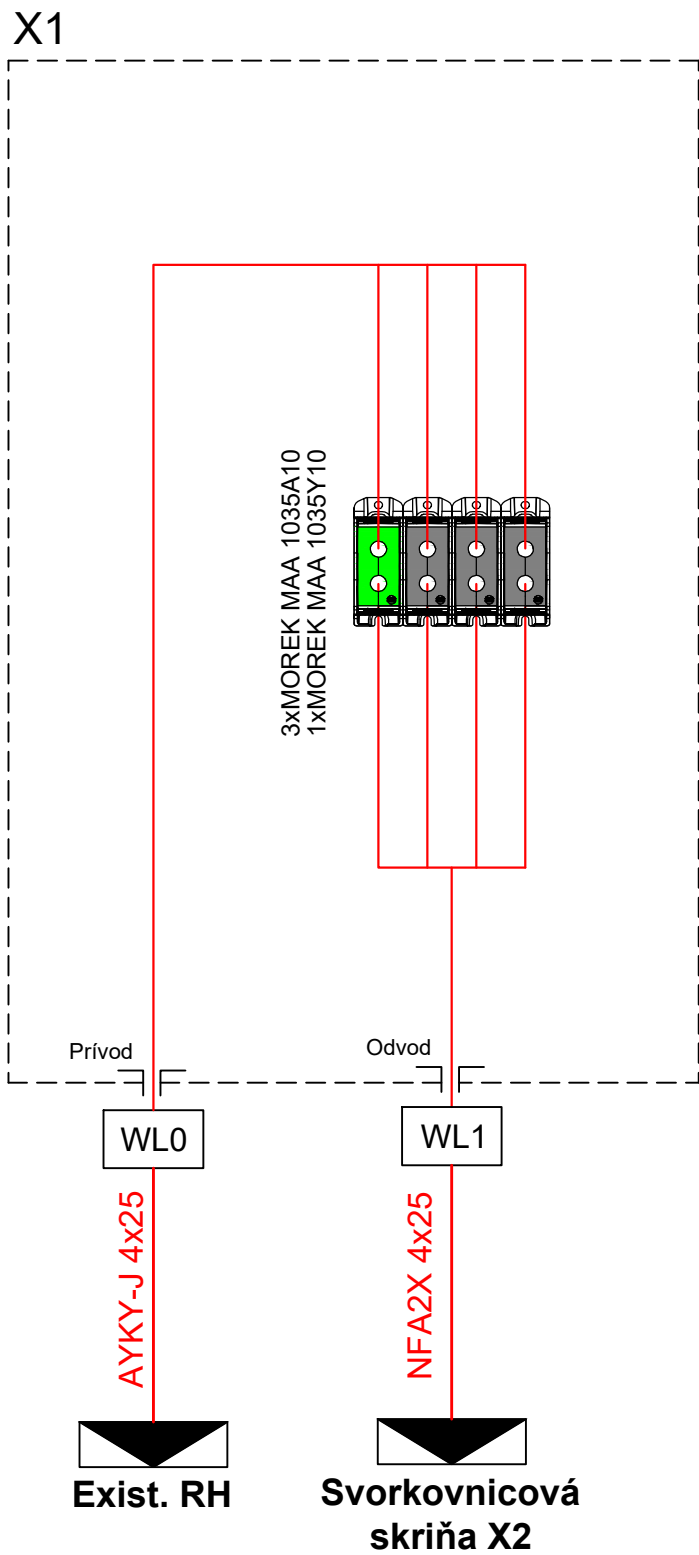 X1
3xMOREK MAA 1035A10
1xMOREK MAA 1035Y10
Prívod
Odvod
WL0
WL1
AYKY-J 4x25
NFA2X 4x25
Exist. RH
Svorkovnicová
skriňa X2